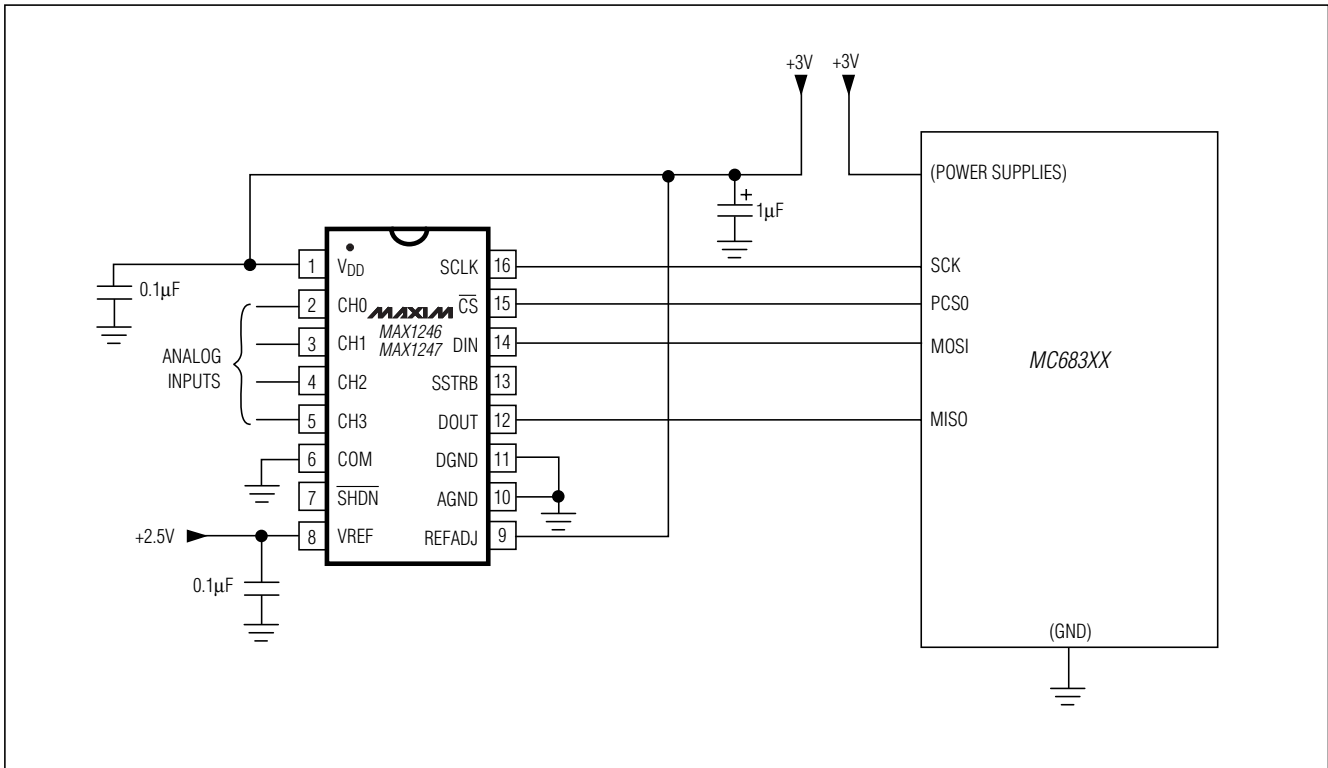 +3V +3V
(POWER SUPPLIES)
+
1µF
0.1µF
1 VDD SCLK 16 SCK
2 CH0 MAXIM CS 15 PCS0
MAX1246
MAX1247
3 CH1 DIN 14 MOSI
MC683XX
ANALOG
INPUTS
4 CH2 SSTRB 13
5 CH3 DOUT 12 MISO
6 COM DGND 11
7 SHDN AGND 10
+2.5V 8 VREF REFADJ 9
0.1µF
(GND)